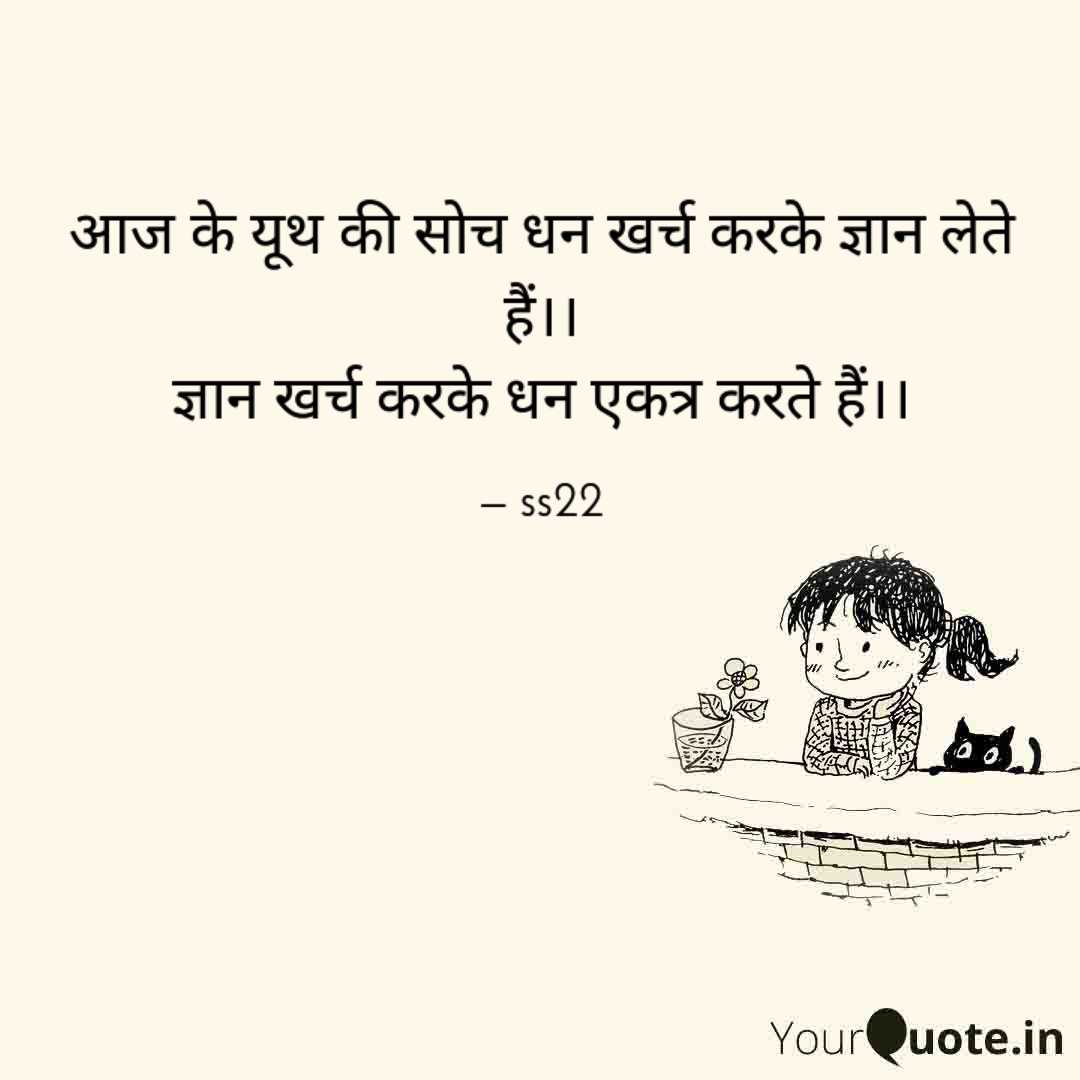 आज के यूथ की सोच धन खर्च करके ज्ञान लेते
हैं।।
ज्ञान खर्च करके धन एकत्र करते हैं।।
– ss22
YourQuote.in